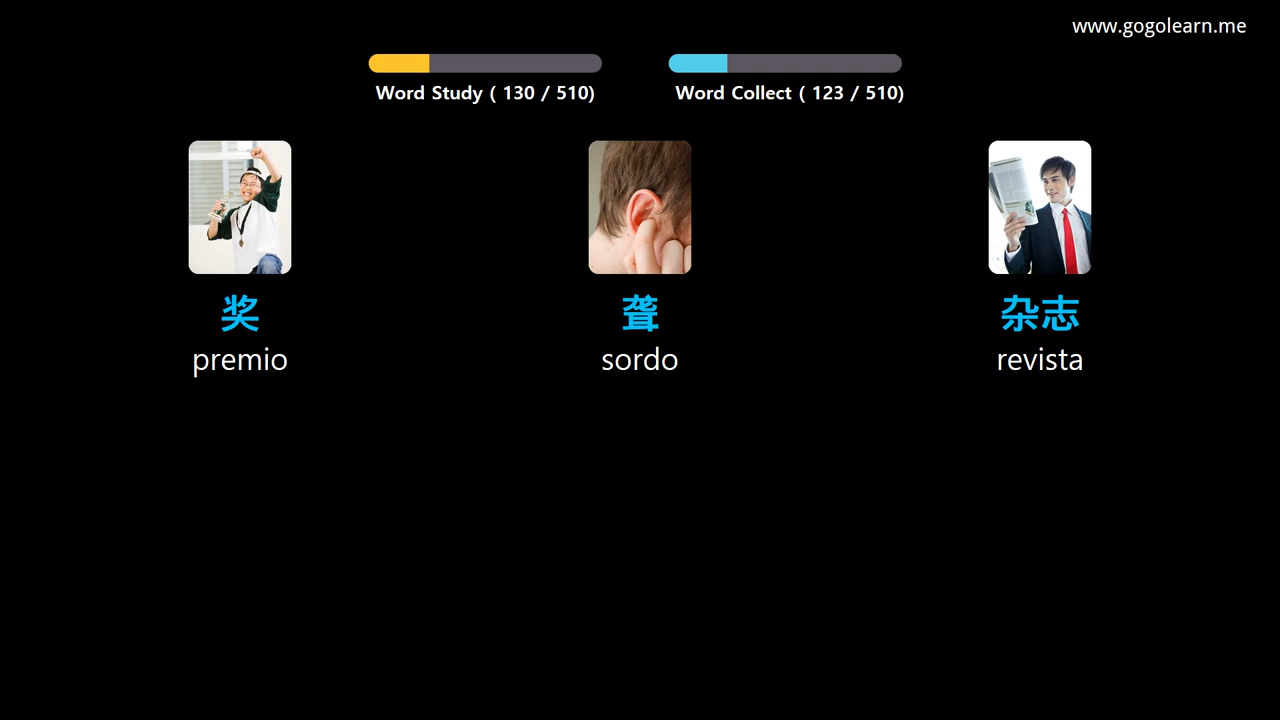 www.gogolearn.me
Word Study ( 130 / 510)
Word Collect ( 123 / 510)
奖
聋
杂志
premio
sordo
revista